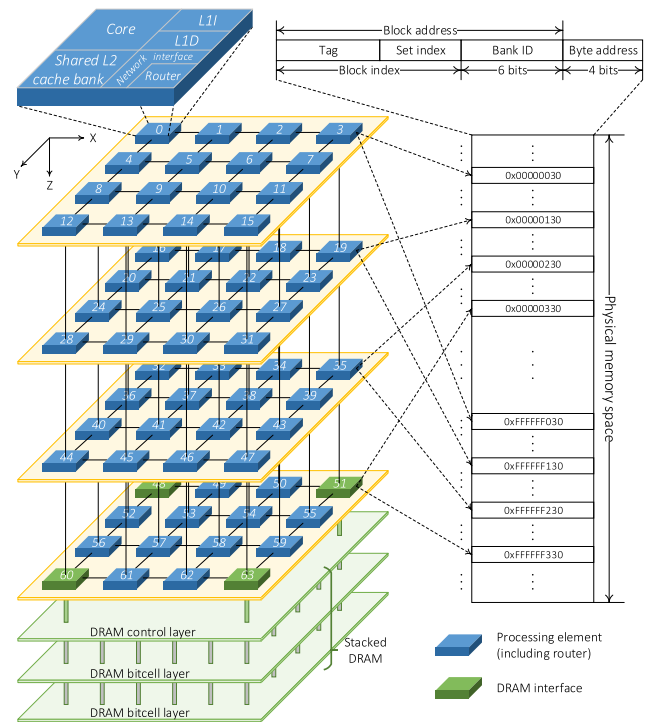 Core
L1I
L1D
Shared L2
cache bank
Network
interface
Router
Block address
Tag
Set index
Bank ID
Byte address
Block index
6 bits
4 bits
X
Y
Z
0
1
2
3
4
5
6
7
8
9
10
11
12
13
14
15
16
17
18
19
20
21
22
23
24
25
26
27
28
29
30
31
32
33
34
35
36
37
38
39
40
41
42
43
44
45
46
47
48
49
50
51
52
53
54
55
56
57
58
59
60
61
62
63
0x00000030
0x00000130
0x00000230
0x00000330
0xFFFFFF030
0xFFFFFF130
0xFFFFFF230
0xFFFFFF330
Physical memory space
DRAM control layer
DRAM bitcell layer
DRAM bitcell layer
Stacked
DRAM
Processing element
(including router)
DRAM interface